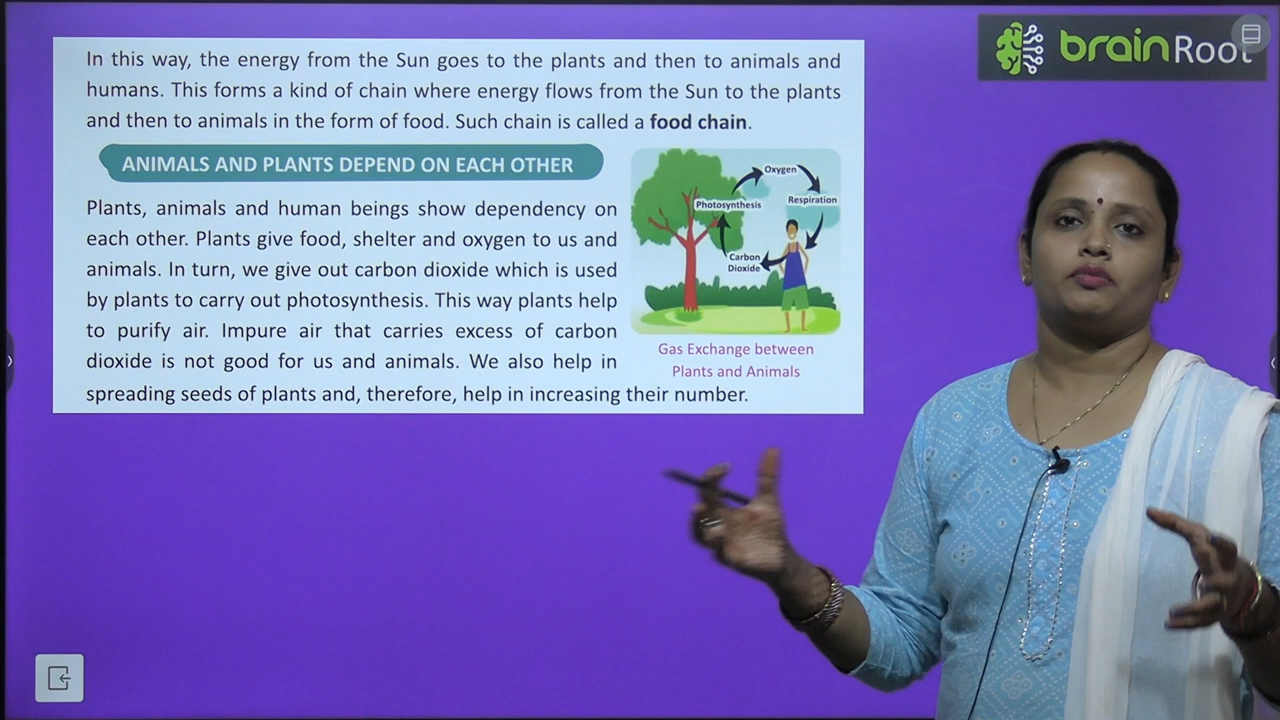 In this way, the energy from the Sun goes to the plants and then to animals and
humans. This forms a kind of chain where energy flows from the Sun to the plants
and then to animals in the form of food. Such chain is called a food chain.
ANIMALS AND PLANTS DEPEND ON EACH OTHER
Plants, animals and human beings show dependency on
each other. Plants give food, shelter and oxygen to us and
animals. In turn, we give out carbon dioxide which is used
by plants to carry out photosynthesis. This way plants help
to purify air. Impure air that carries excess of carbon
dioxide is not good for us and animals. We also help in
spreading seeds of plants and, therefore, help in increasing their number.
Oxygen
Photosynthesis
Respiration
Carbon
Dioxide
Gas Exchange between
Plants and Animals
brainRoot